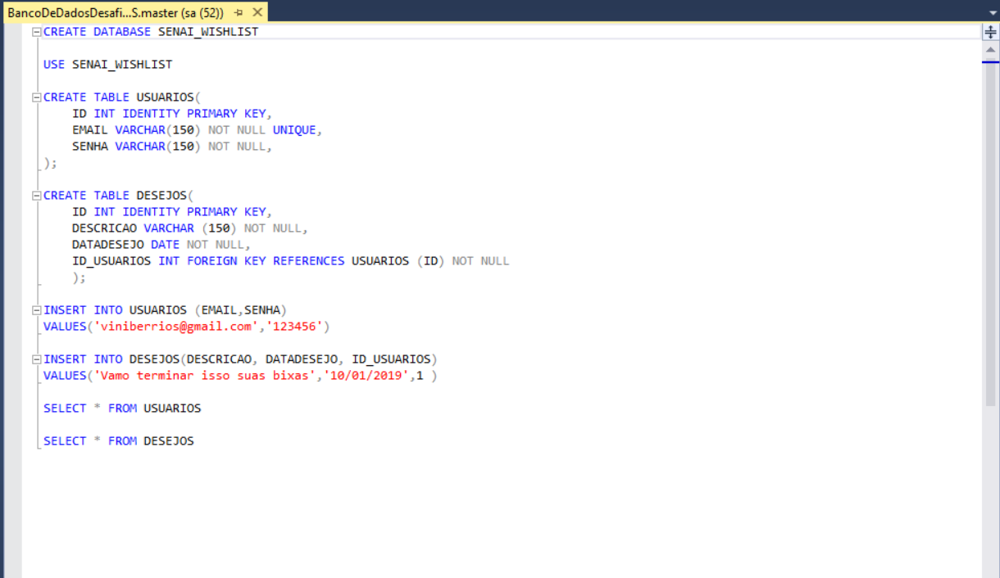 BancoDeDadosDesafi...S.master (sa (52))
CREATE DATABASE SENAI_WISHLIST
USE SENAI_WISHLIST
CREATE TABLE USUARIOS(
ID INT IDENTITY PRIMARY KEY,
EMAIL VARCHAR(150) NOT NULL UNIQUE,
SENHA VARCHAR(150) NOT NULL,
);
CREATE TABLE DESEJOS(
ID INT IDENTITY PRIMARY KEY,
DESCRICAO VARCHAR (150) NOT NULL,
DATADESEJO DATE NOT NULL,
ID_USUARIOS INT FOREIGN KEY REFERENCES USUARIOS (ID) NOT NULL
);
INSERT INTO USUARIOS (EMAIL,SENHA)
VALUES('viniberrios@gmail.com','123456')
INSERT INTO DESEJOS(DESCRICAO, DATADESEJO, ID_USUARIOS)
VALUES('Vamo terminar isso suas bixas','10/01/2019',1 )
SELECT * FROM USUARIOS
SELECT * FROM DESEJOS